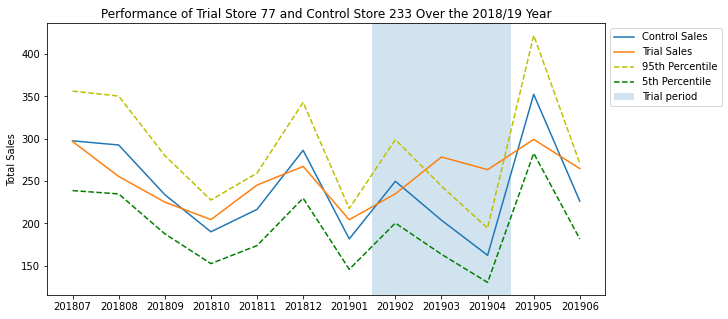 Performance of Trial Store 77 and Control Store 233 Over the 2018/19 Year
Total Sales
400
350
300
250
200
150
201807 201808 201809 201810 201811 201812 201901 201902 201903 201904 201905 201906
Control Sales
Trial Sales
95th Percentile
5th Percentile
Trial period